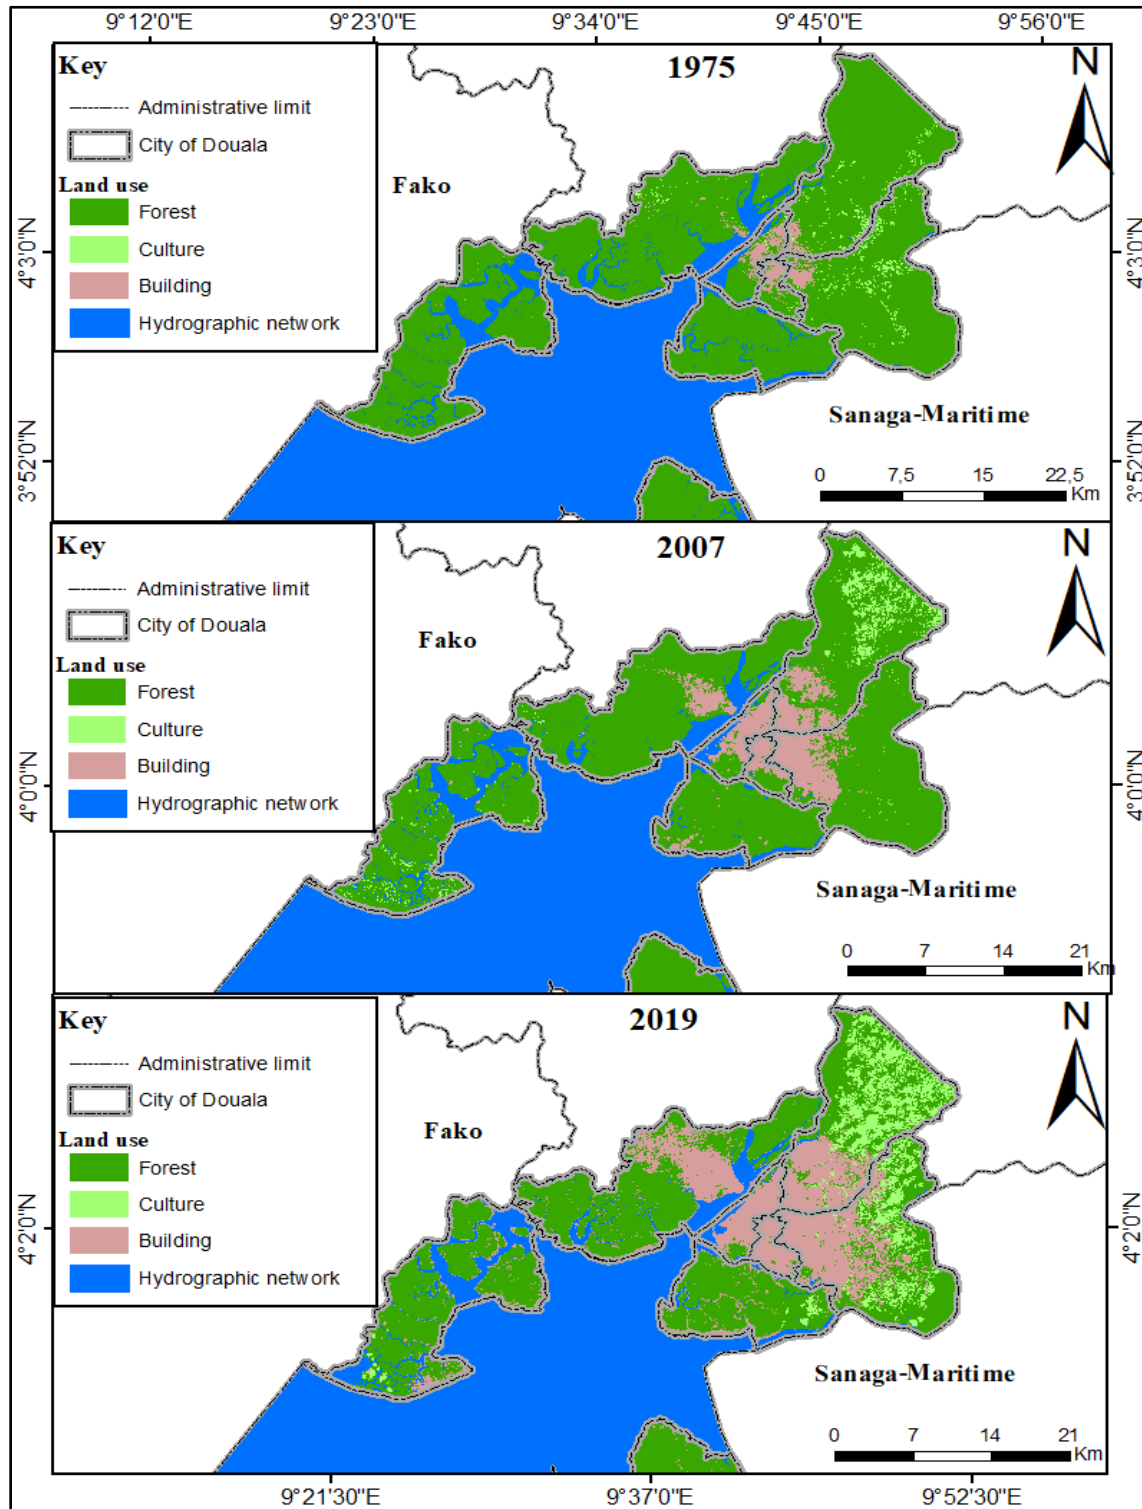 9°12'0"E 9°23'0"E 9°34'0"E 9°45'0"E 9°56'0"E
Key
1975
N
Administrative limit
City of Douala
Fako
Land use
Forest
4°3'0"N 4°3'0"N
Culture
Building
Hydrographic network
Sanaga-Maritime
3°52'0"N 3°52'0"N
0 7,5 15 22,5
Km
Key
2007
N
Administrative limit
City of Douala
Fako
Land use
Forest
Culture
Building
4°0'0"N 4°0'0"N
Hydrographic network
Sanaga-Maritime
0 7 14 21
Km
Key
2019
N
Administrative limit
City of Douala
Fako
Land use
Forest
Culture
4°2'0"N 4°2'0"N
Building
Hydrographic network
Sanaga-Maritime
0 7 14 21
Km
9°21'30"E 9°37'0"E 9°52'30"E